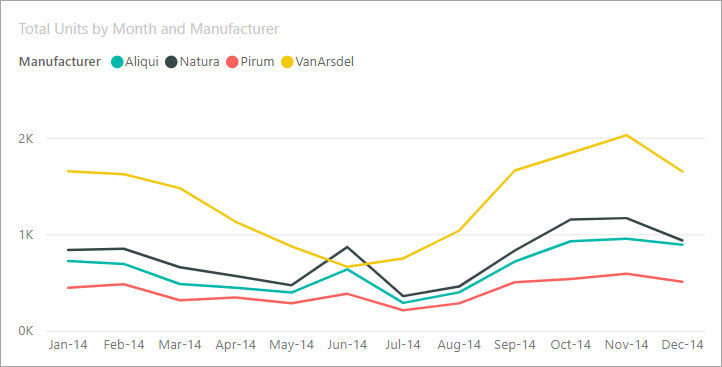 Total Units by Month and Manufacturer
Manufacturer Aliqui Natura Pirum VanArsdel
2K
1K
0K
Jan-14 Feb-14 Mar-14 Apr-14 May-14 Jun-14 Jul-14 Aug-14 Sep-14 Oct-14 Nov-14 Dec-14